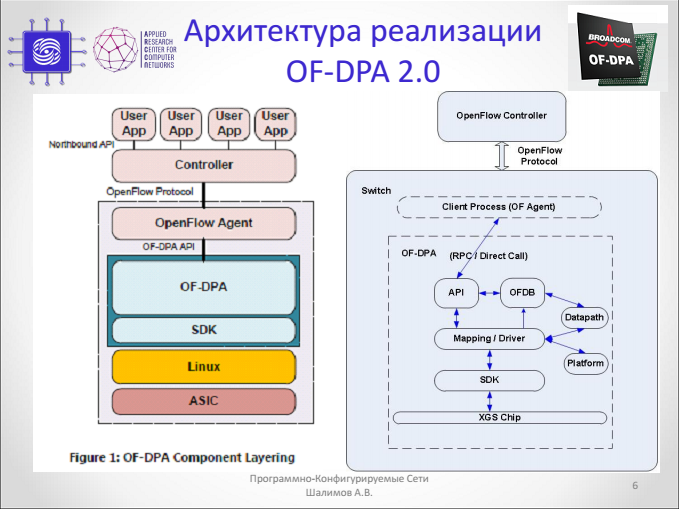 APPLIED
RESEARCH
CENTER FOR
COMPUTER
NETWORKS
Архитектура реализации
OF-DPA 2.0
BROADCOM
OF-DPA
User
App
User
App
User
App
User
App
Northbound API
Controller
OpenFlow Protocol
OpenFlow Agent
OF-DPA API
OF-DPA
SDK
Linux
ASIC
Figure 1: OF-DPA Component Layering
OpenFlow Controller
OpenFlow
Protocol
Switch
Client Process (OF Agent)
OF-DPA
(RPC / Direct Call)
API
OFDB
Datapath
Mapping / Driver
Platform
SDK
XGS Chip
Программно-Конфигурируемые Сети
Шалимов А.В.
6